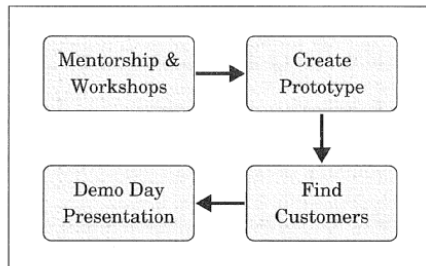 Mentorship &
Workshops
Create
Prototype
Find
Customers
Demo Day
Presentation